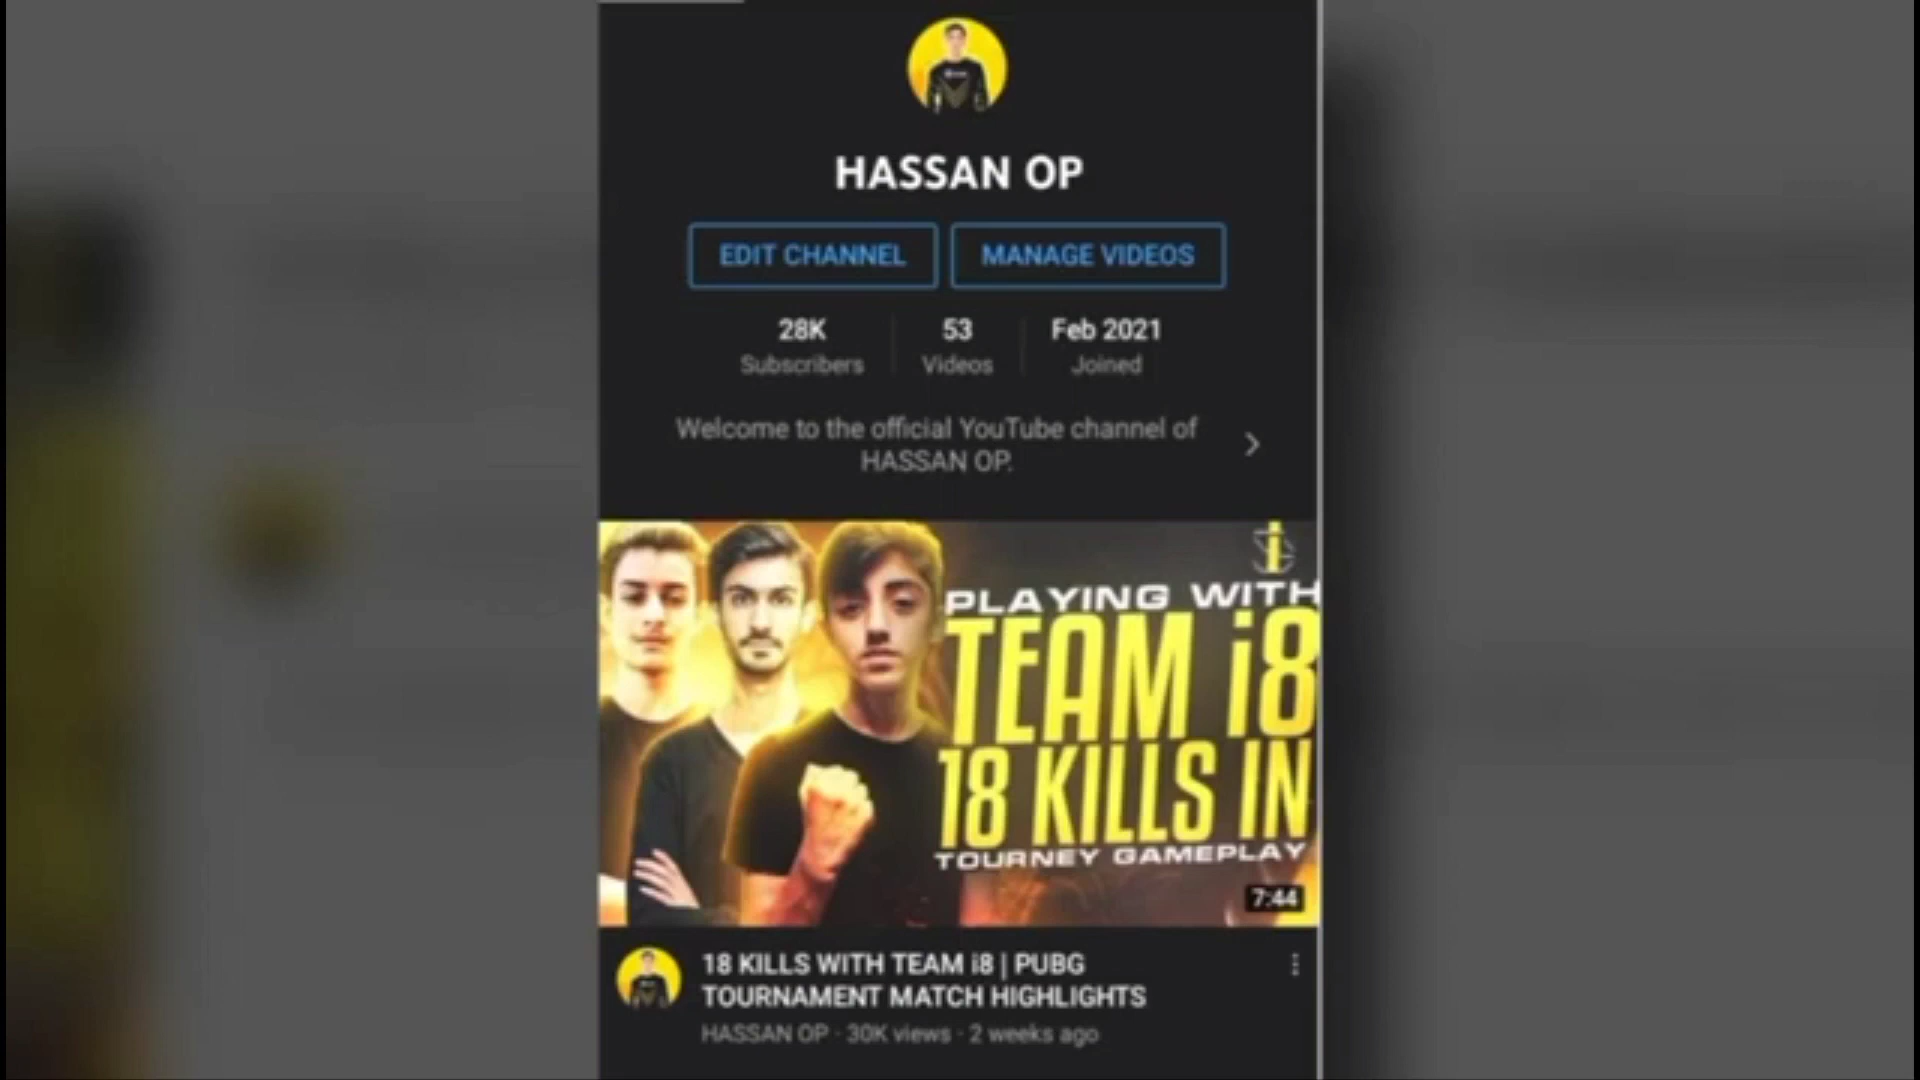 HASSAN OP
EDIT CHANNEL
MANAGE VIDEOS
28K
Subscribers
53
Videos
Feb 2021
Joined
Welcome to the official YouTube channel of
HASSAN OP.
PLAYING WITH
TEAM i8
18 KILLS IN
TOURNEY GAMEPLAY
7:44
18 KILLS WITH TEAM i8 | PUBG
TOURNAMENT MATCH HIGHLIGHTS
HASSAN OP · 30K views · 2 weeks ago